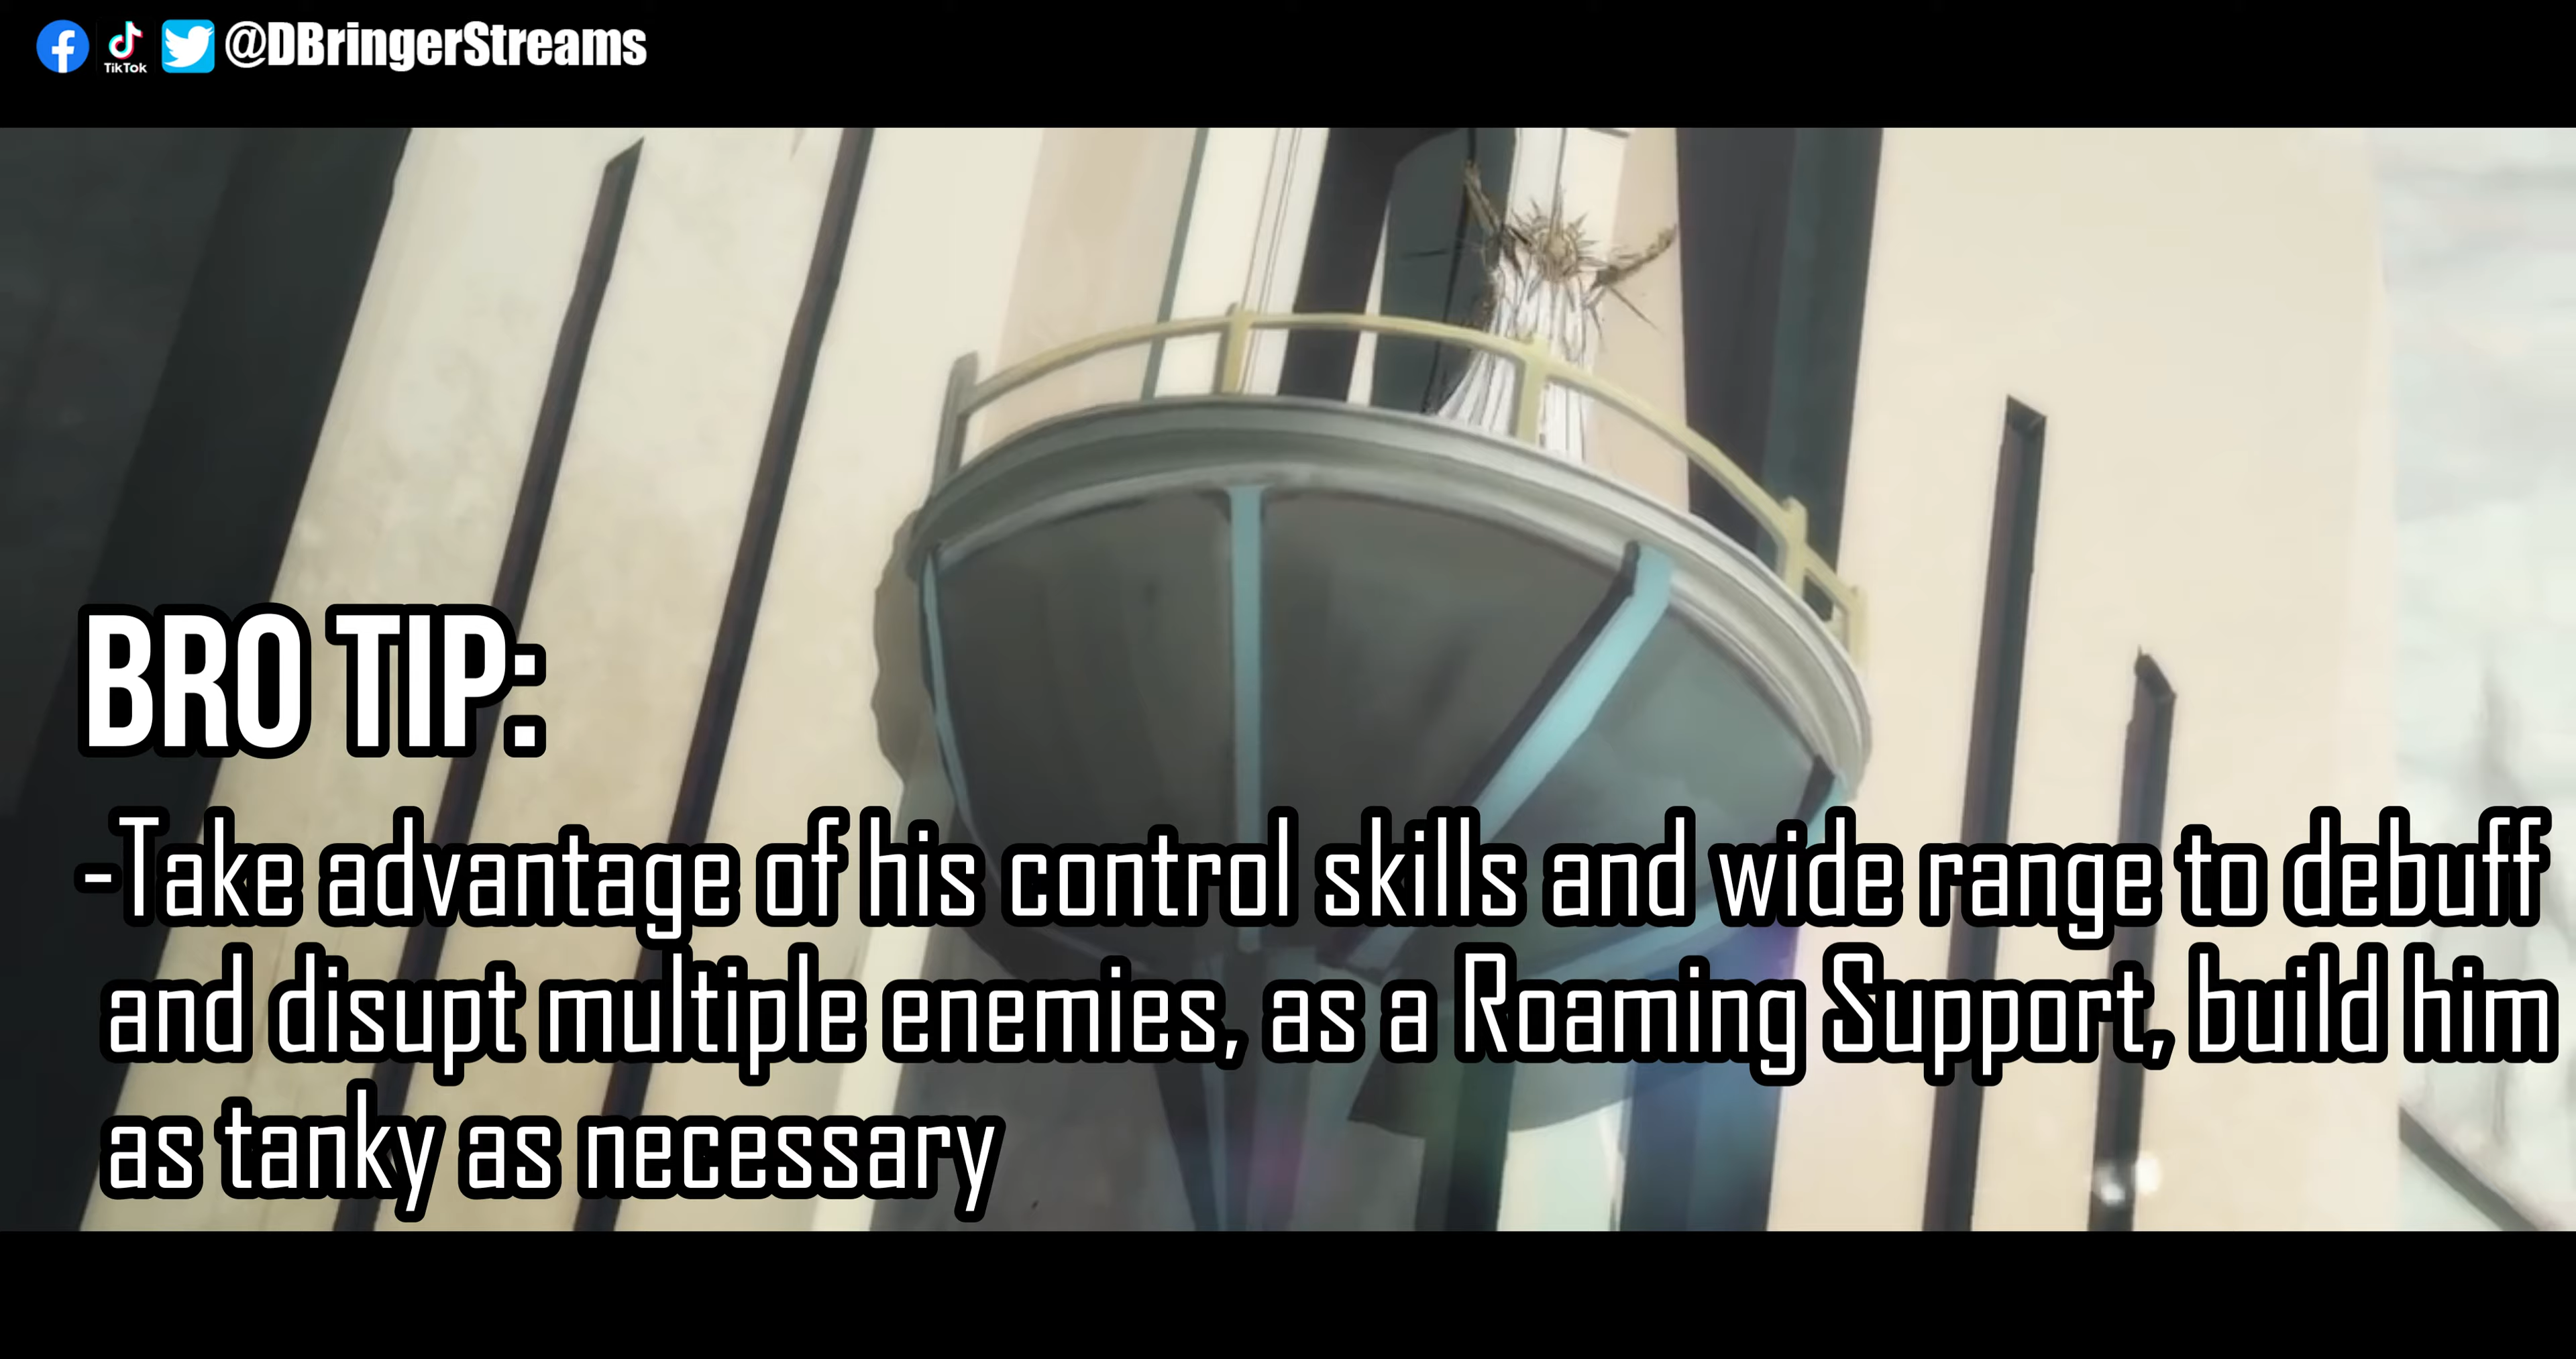 TikTok @DBringerStreams
BRO TIP:
-Take advantage of his control skills and wide range to debuff
and disupt multiple enemies, as a Roaming Support, build him
as tanky as necessary